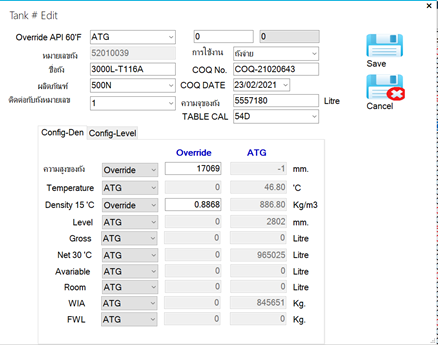 Tank # Edit
Override API 60'F ATG 0 0
หมายเลขถัง 52010039 การใช้งาน ถังจ่าย
ชื่อถัง 3000L-T116A COQ No. COQ-21020643
ผลิตภัณฑ์ 500N COQ DATE 23/02/2021
ติดต่อกับถังหมายเลข 1 ความจุของถัง 5557180 Litre
TABLE CAL 54D
Save
Cancel
Config-Den Config-Level
Override ATG
ความสูงของถัง Override 17069 -1 mm.
Temperature ATG 0 46.80 'C
Density 15 'C Override 0.8868 886.80 Kg/m3
Level ATG 0 2802 mm.
Gross ATG 0 0 Litre
Net 30 'C ATG 0 965025 Litre
Avariable ATG 0 0 Litre
Room ATG 0 0 Litre
WIA ATG 0 845651 Kg.
FWL ATG 0 0 Kg.